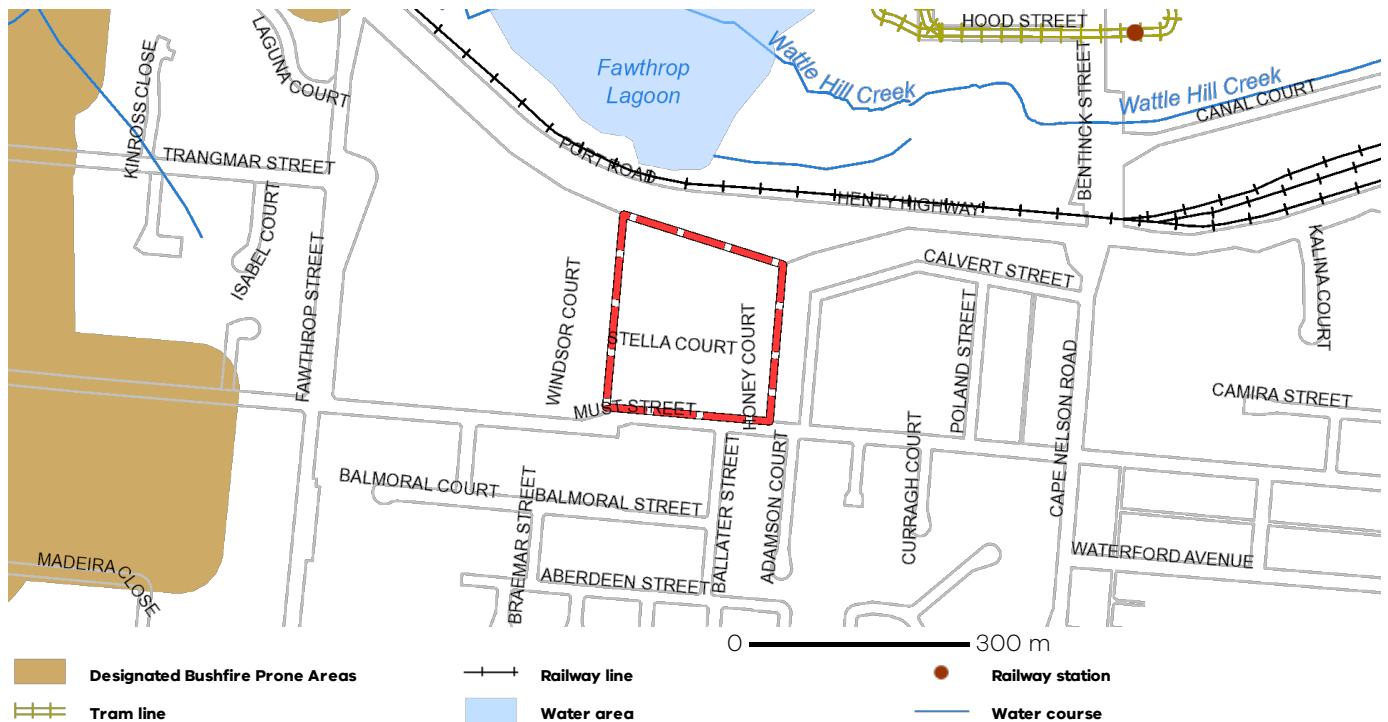 HOOD STREET
LAGUNA COURT
KINROSS CLOSE
Fawthrop
Lagoon
Wattle Hill Creek
BENTINCK STREET
Wattle Hill Creek
CANAL COURT
TRANGMAR STREET
PORT ROAD
HENTY HIGHWAY
ISABEL COURT
FAWTHROP STREET
WINDSOR COURT
STELLA COURT
HONEY COURT
CALVERT STREET
POLAND STREET
KALINA COURT
CAPE NELSON ROAD
CAMIRA STREET
MUST STREET
BALMORAL COURT
BALMORAL STREET
BRAEMAR STREET
BALLATER STREET
ADAMSON COURT
CURRAGH COURT
WATERFORD AVENUE
MADEIRA CLOSE
ABERDEEN STREET
0 300 m
Designated Bushfire Prone Areas
Railway line
Railway station
Tram line
Water area
Water course